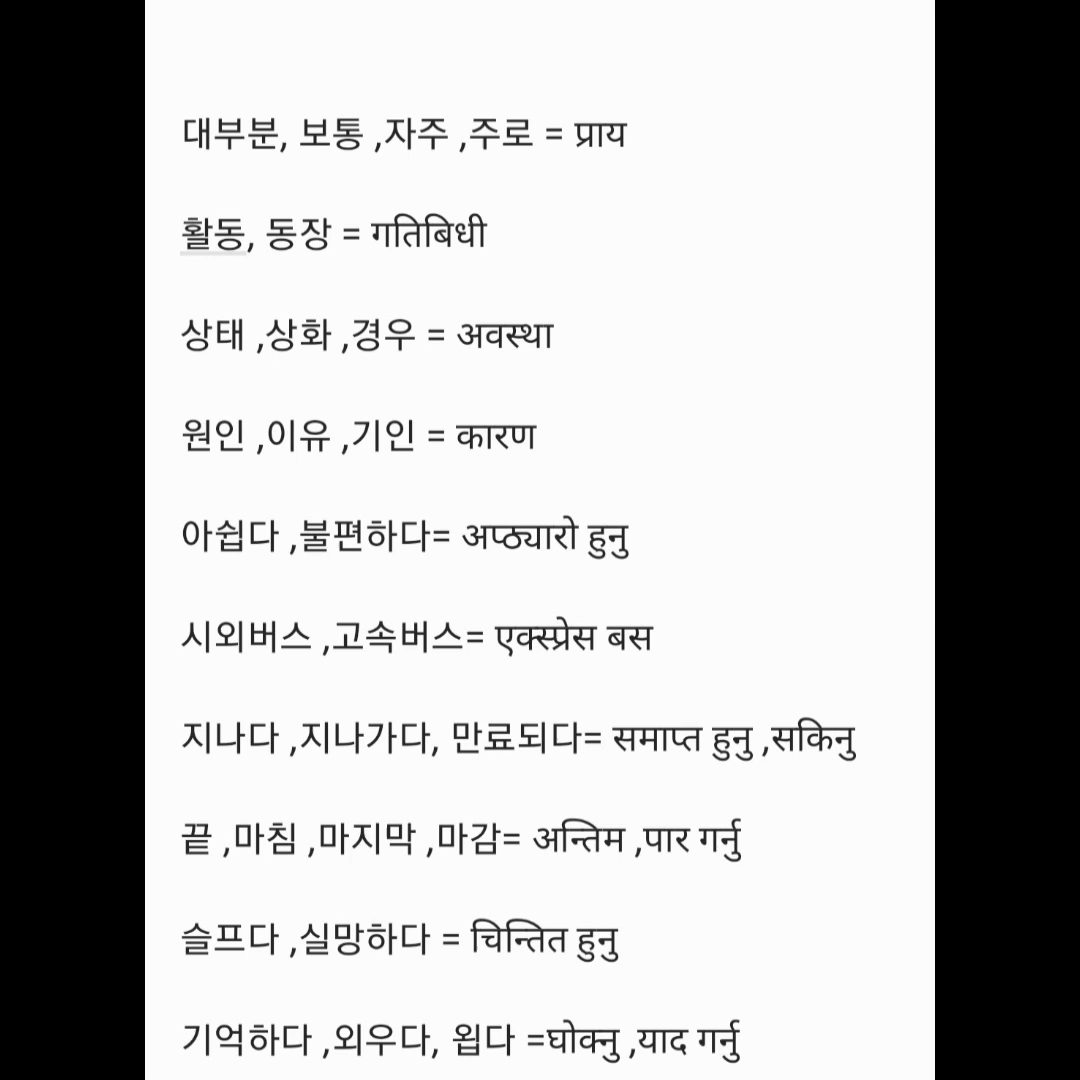 대부분, 보통 ,자주 ,주로 = प्राय
활동, 동장 = गतिबिधी
상태 ,상화 ,경우 = अवस्था
원인 ,이유 ,기인 = कारण
아쉽다 ,불편하다= अप्ठ्यारो हुनु
시외버스 ,고속버스= एक्स्प्रेस बस
지나다 ,지나가다, 만료되다= समाप्त हुनु ,सकिनु
끝 ,마침 ,마지막 ,마감= अन्तिम ,पार गर्नु
슬프다 ,실망하다 = चिन्तित हुनु
기억하다 ,외우다, 욉다 =घोक्नु ,याद गर्नु